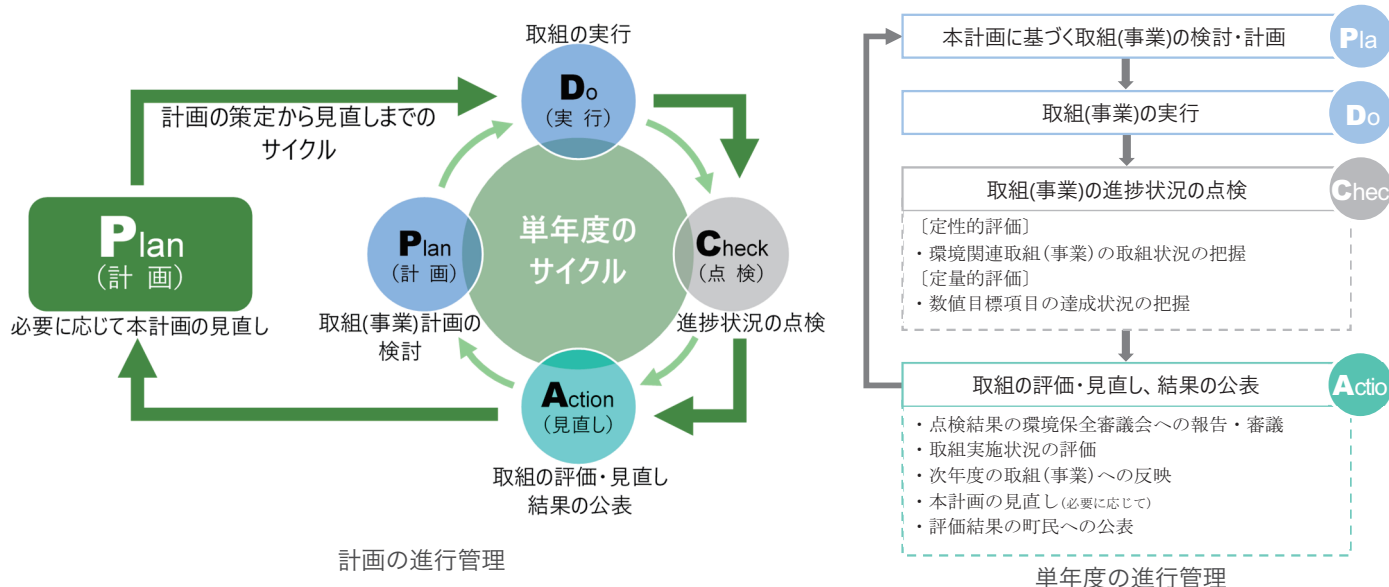 取組の実行
Do
(実 行)
計画の策定から見直しまでの
サイクル
Plan
(計 画)
必要に応じて本計画の見直し
単年度の
サイクル
Plan
(計 画)
取組(事業)計画の
検討
Check
(点 検)
進捗状況の点検
Action
(見直し)
取組の評価・見直し
結果の公表
計画の進行管理
本計画に基づく取組(事業)の検討・計画
Pla
取組(事業)の実行
Do
取組(事業)の進捗状況の点検
Chec
〔定性的評価〕
・環境関連取組(事業)の取組状況の把握
〔定量的評価〕
・数値目標項目の達成状況の把握
取組の評価・見直し、結果の公表
Actio
・点検結果の環境保全審議会への報告・審議
・取組実施状況の評価
・次年度の取組(事業)への反映
・本計画の見直し(必要に応じて)
・評価結果の町民への公表
単年度の進行管理